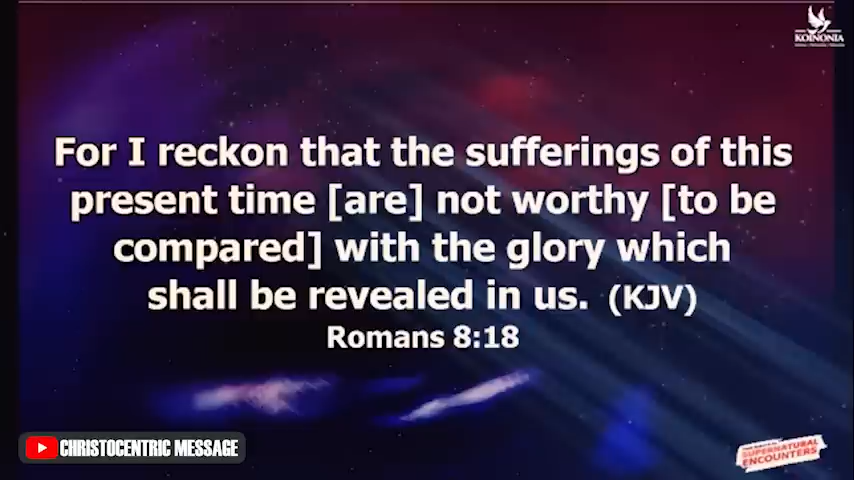 KOINONIA
For I reckon that the sufferings of this
present time [are] not worthy [to be
compared] with the glory which
shall be revealed in us. (KJV)
Romans 8:18
CHRISTOCENTRIC MESSAGE
SUPERNATURAL
ENCOUNTERS